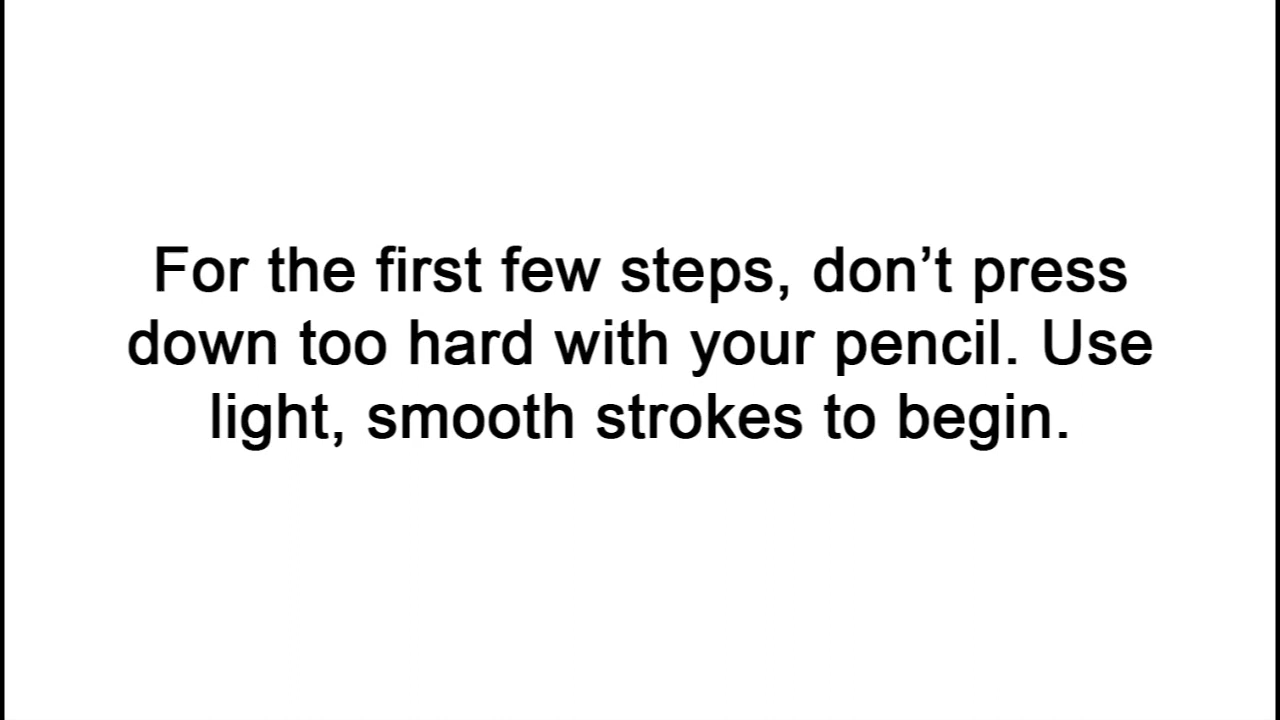 For the first few steps, don’t press
down too hard with your pencil. Use
light, smooth strokes to begin.